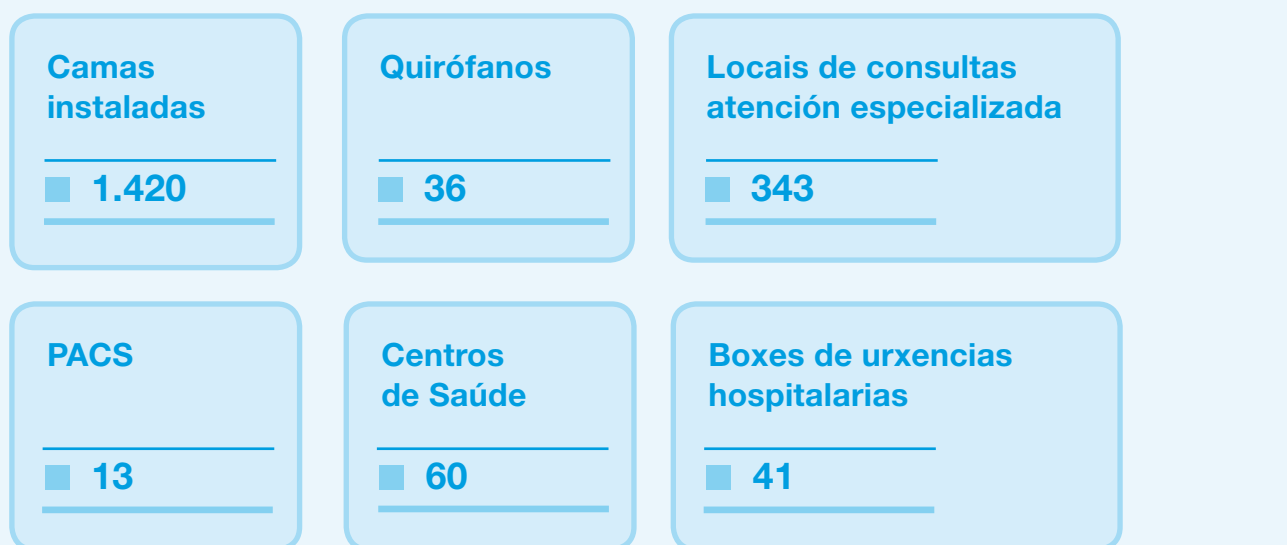 Camas
instaladas
1.420
Quirófanos
36
Locais de consultas
atención especializada
343
PACS
13
Centros
de Saúde
60
Boxes de urxencias
hospitalarias
41